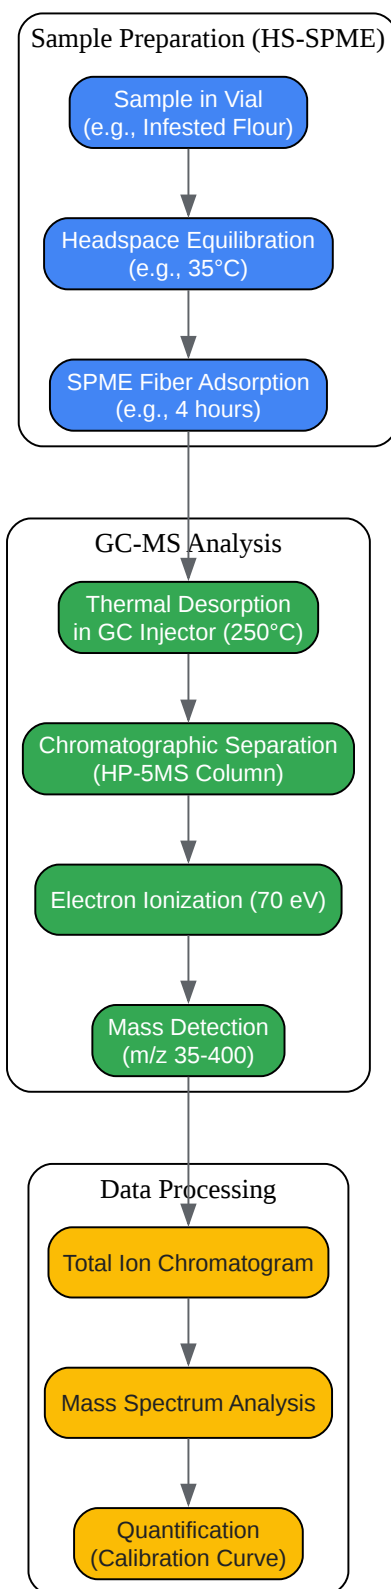 Sample Preparation (HS-SPME)
Sample in Vial
(e.g., Infested Flour)
Headspace Equilibration
(e.g., 35°C)
SPME Fiber Adsorption
(e.g., 4 hours)
GC-MS Analysis
Thermal Desorption
in GC Injector (250°C)
Chromatographic Separation
(HP-5MS Column)
Electron Ionization (70 eV)
Mass Detection
(m/z 35-400)
Data Processing
Total Ion Chromatogram
Mass Spectrum Analysis
Quantification
(Calibration Curve)